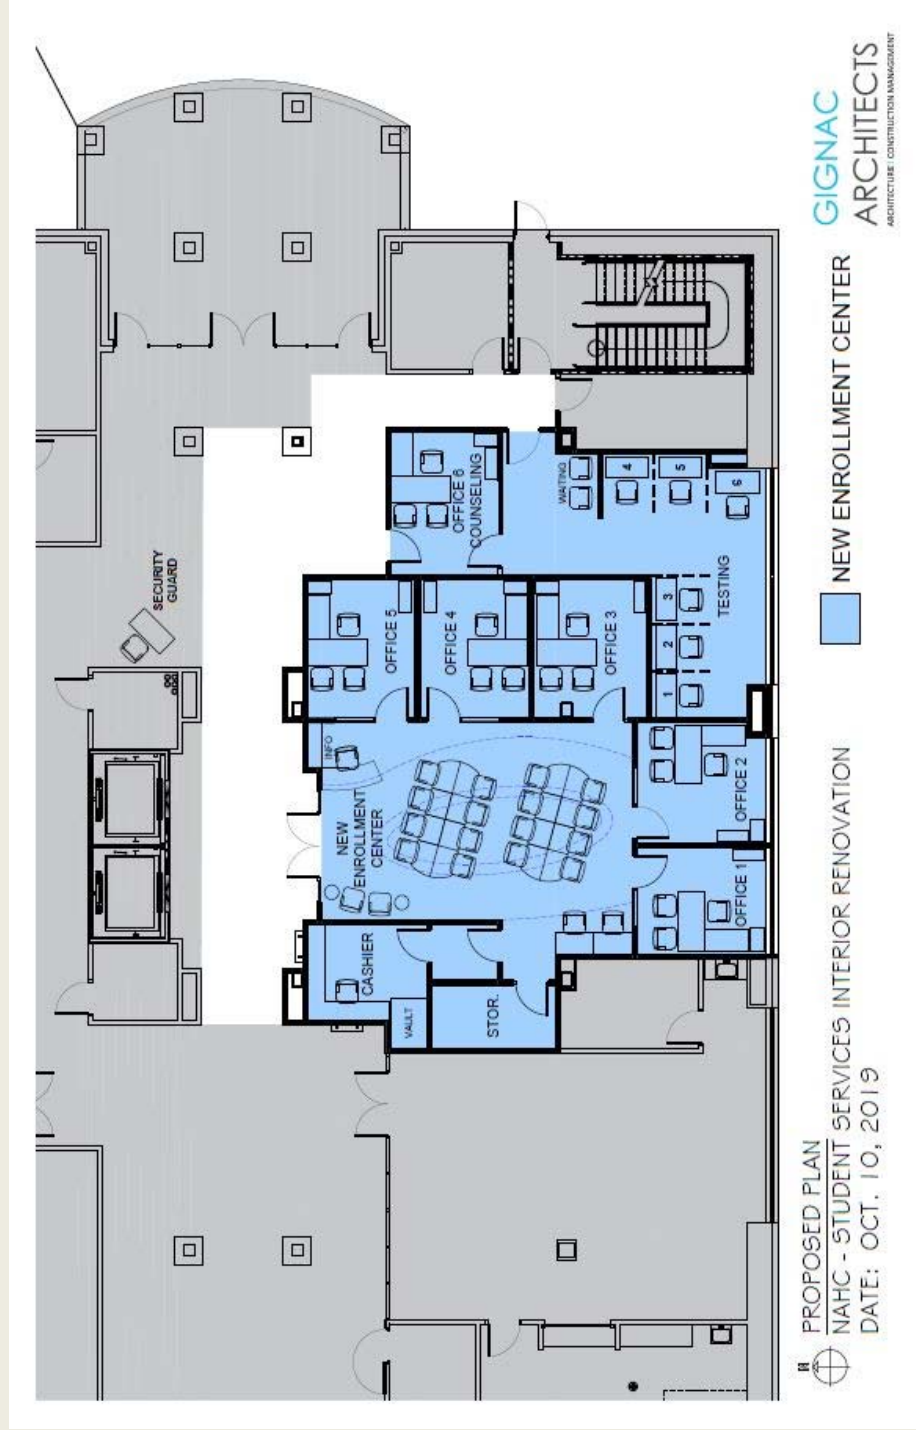 SECURITY
GUARD
INFO
NEW
ENROLLMENT
CENTER
CASHIER
VAULT
STOR.
OFFICE 5
OFFICE 4
OFFICE 3
OFFICE 6
COUNSELING
WAITING
4
5
6
TESTING
1
2
3
OFFICE 1
OFFICE 2
N
PROPOSED PLAN
NAHC - STUDENT SERVICES INTERIOR RENOVATION
DATE: OCT. 10, 2019
NEW ENROLLMENT CENTER
GIGNAC
ARCHITECTS
ARCHITECTURE | CONSTRUCTION MANAGEMENT